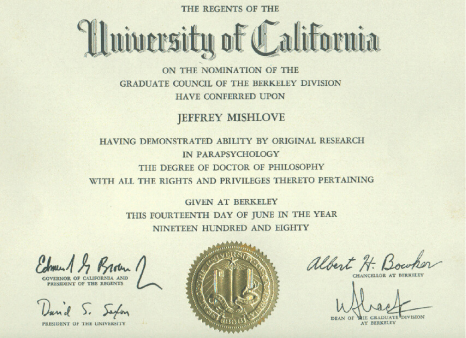 THE REGENTS OF THE
University of California
ON THE NOMINATION OF THE
GRADUATE COUNCIL OF THE BERKELEY DIVISION
HAVE CONFERRED UPON
JEFFREY MISHLOVE
HAVING DEMONSTRATED ABILITY BY ORIGINAL RESEARCH
IN PARAPSYCHOLOGY
THE DEGREE OF DOCTOR OF PHILOSOPHY
WITH ALL THE RIGHTS AND PRIVILEGES THERETO PERTAINING
GIVEN AT BERKELEY
THIS FOURTEENTH DAY OF JUNE IN THE YEAR
NINETEEN HUNDRED AND EIGHTY
Edmund G Brown
GOVERNOR OF CALIFORNIA AND
PRESIDENT OF THE REGENTS
Albert H. Bowker
CHANCELLOR AT BERKELEY
David S. Saxon
PRESIDENT OF THE UNIVERSITY
DEAN OF THE GRADUATE DIVISION
AT BERKELEY